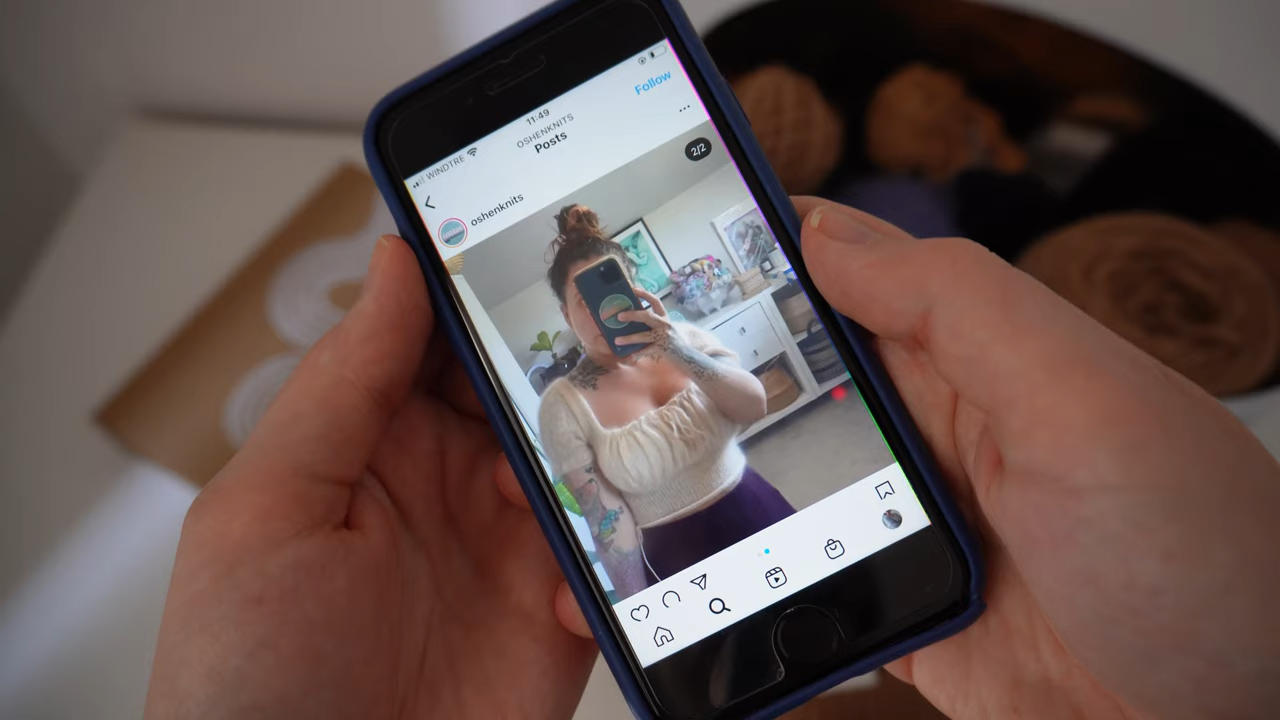 WINDTRE 11:49
OSHENKNITS
Posts
Follow
oshenknits
2/2